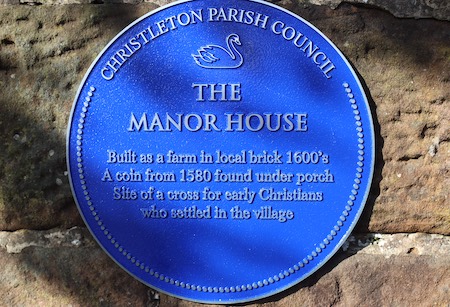 CHRISTLETON PARISH COUNCIL
THE
MANOR HOUSE
Built as a farm in local brick 1600's
A coin from 1580 found under porch
Site of a cross for early Christians
who settled in the village